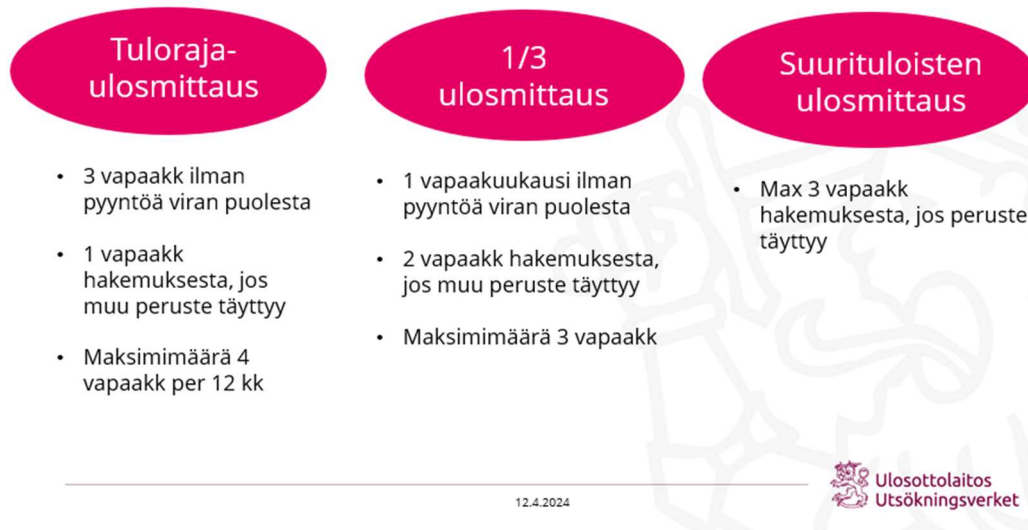 Tuloraja-
ulosmittaus
• 3 vapaakk ilman
pyyntöä viran puolesta
• 1 vapaakk
hakemuksesta, jos
muu peruste täyttyy
• Maksimimäärä 4
vapaakk per 12 kk
1/3
ulosmittaus
• 1 vapaakuukausi ilman
pyyntöä viran puolesta
• 2 vapaakk hakemuksesta,
jos muu peruste täyttyy
• Maksimimäärä 3 vapaakk
Suurituloisten
ulosmittaus
• Max 3 vapaakk
hakemuksesta, jos peruste
täyttyy
12.4.2024
Ulosottolaitos
Utsökningsverket